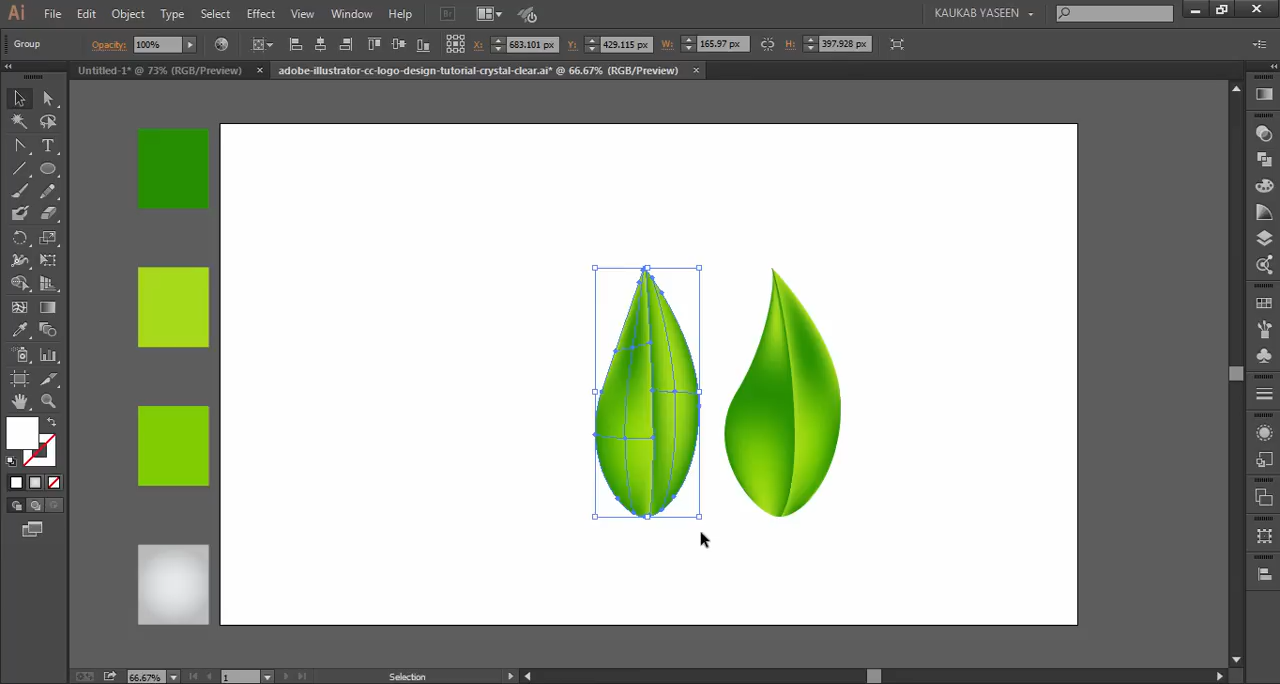 Ai File Edit Object Type Select Effect View Window Help Br KAUKAB YASEEN
Group Opacity: 100% X: 683.101 px Y: 429.115 px W: 165.97 px H: 397.928 px
Untitled-1* @ 73% (RGB/Preview) × adobe-illustrator-cc-logo-design-tutorial-crystal-clear.ai* @ 66.67% (RGB/Preview) ×
66.67% 1 Selection